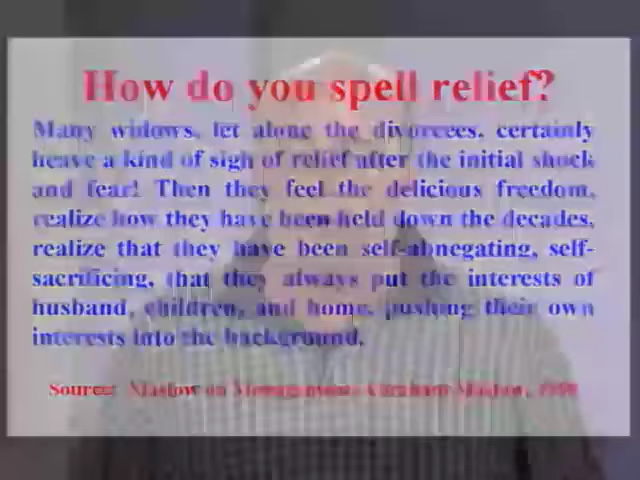 How do you spell relief?
Many widows, let alone the divorcees, certainly
heave a kind of sigh of relief after the initial shock
and fear! Then they feel the delicious freedom,
realize how they have been held down the decades,
realize that they have been self-abnegating, self-
sacrificing, that they always put the interests of
husband, children, and home, pushing their own
interests into the background.
Source: Maslow on Management, Abraham Maslow, 1998